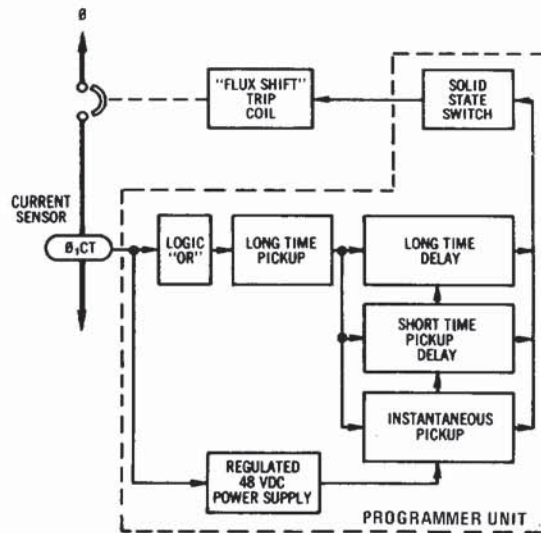 Ø
"FLUX SHIFT"
TRIP
COIL
SOLID
STATE
SWITCH
CURRENT
SENSOR
Ø,CT
LOGIC
"OR"
LONG TIME
PICKUP
LONG TIME
DELAY
SHORT TIME
PICKUP
DELAY
INSTANTANEOUS
PICKUP
REGULATED
48 VDC
POWER SUPPLY
PROGRAMMER UNIT